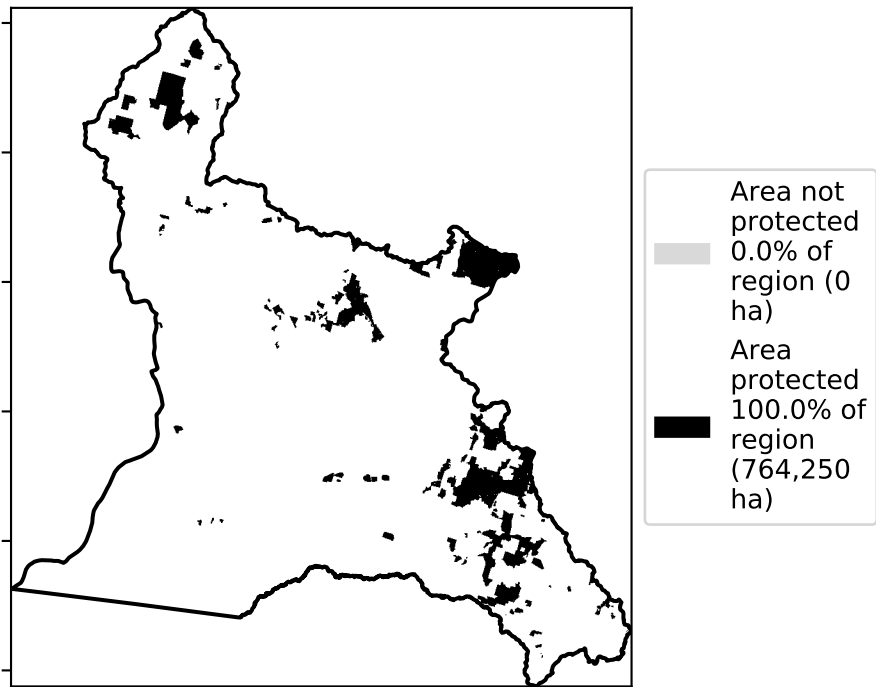 Area not
protected
0.0% of
region (0
ha)
Area
protected
100.0% of
region
(764,250
ha)